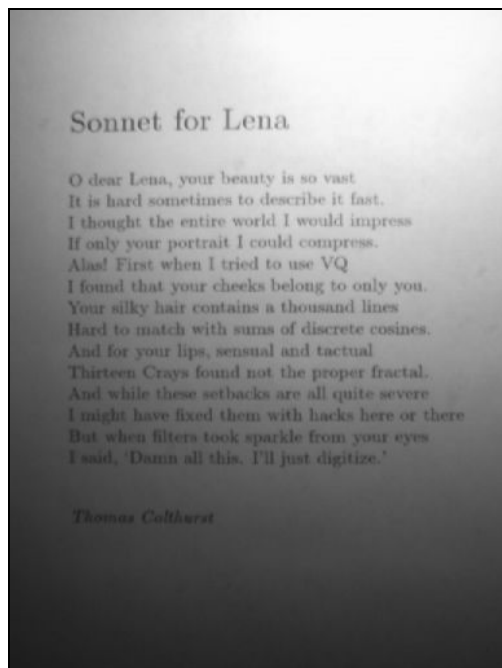 Sonnet for Lena
O dear Lena, your beauty is so vast
It is hard sometimes to describe it fast.
I thought the entire world I would impress
If only your portrait I could compress.
Alas! First when I tried to use VQ
I found that your cheeks belong to only you.
Your silky hair contains a thousand lines
Hard to match with sums of discrete cosines.
And for your lips, sensual and tactual
Thirteen Crays found not the proper fractal.
And while these setbacks are all quite severe
I might have fixed them with hacks here or there
But when filters took sparkle from your eyes
I said, ‘Damn all this. I'll just digitize.’
Thomas Colthurst